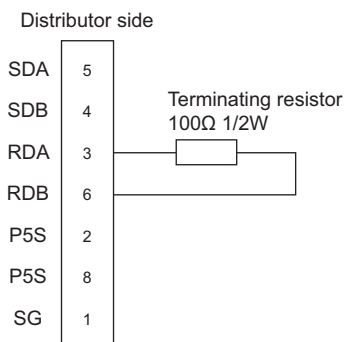 Distributor side
SDA 5
SDB 4
Terminating resistor
100Ω 1/2W
RDA 3
RDB 6
P5S 2
P5S 8
SG 1